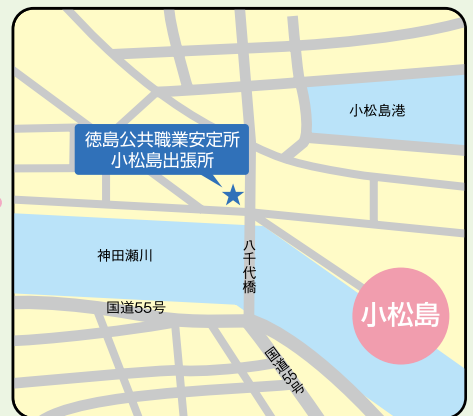 小松島港
徳島公共職業安定所
小松島出張所
神田瀬川
八千代橋
国道55号
小松島
国道55号